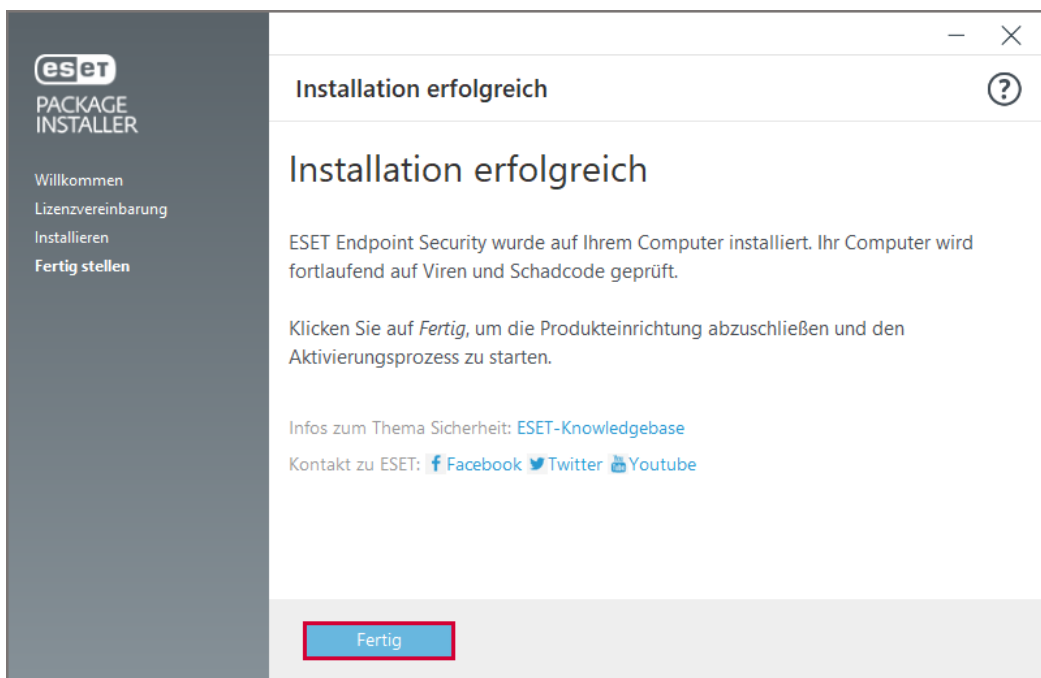 eset
PACKAGE
INSTALLER
Willkommen
Lizenzvereinbarung
Installieren
Fertig stellen
Installation erfolgreich
?
Installation erfolgreich
ESET Endpoint Security wurde auf Ihrem Computer installiert. Ihr Computer wird
fortlaufend auf Viren und Schadcode geprüft.
Klicken Sie auf Fertig, um die Produkteinrichtung abzuschließen und den
Aktivierungsprozess zu starten.
Infos zum Thema Sicherheit: ESET-Knowledgebase
Kontakt zu ESET: Facebook Twitter Youtube
Fertig